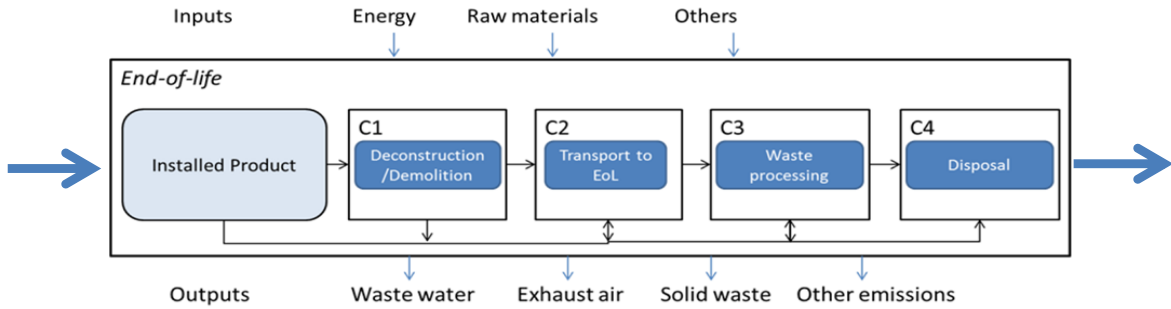 Inputs
Energy
Raw materials
Others
End-of-life
Installed Product
C1
Deconstruction
/Demolition
C2
Transport to
EoL
C3
Waste
processing
C4
Disposal
Outputs
Waste water
Exhaust air
Solid waste
Other emissions